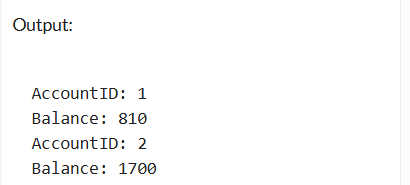 Output:
AccountID: 1
Balance: 810
AccountID: 2
Balance: 1700